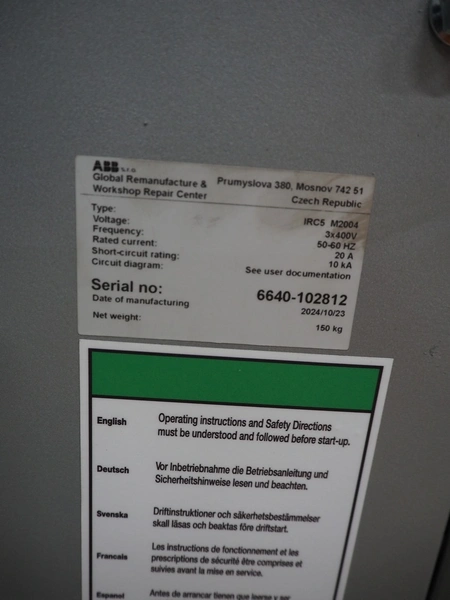 ABB s.r.o.
Global Remanufacture & Prumyslova 380, Mosnov 742 51
Workshop Repair Center Czech Republic
Type: IRC5 M2004
Voltage: 3x400V
Frequency: 50-60 HZ
Rated current: 20 A
Short-circuit rating: 10 kA
Circuit diagram: See user documentation
Serial no: 6640-102812
Date of manufacturing 2024/10/23
Net weight: 150 kg
English Operating instructions and Safety Directions
must be understood and followed before start-up.
Deutsch Vor Inbetriebnahme die Betriebsanleitung und
Sicherheitshinweise lesen und beachten.
Svenska Driftinstruktioner och säkerhetsbestämmelser
skall läsas och beaktas före driftstart.
Francais Les instructions de fonctionnement et les
prescriptions de sécurité être comprises et
suivies avant la mise en service.
Espanol Antes de arrancar tienen que leerse y ser